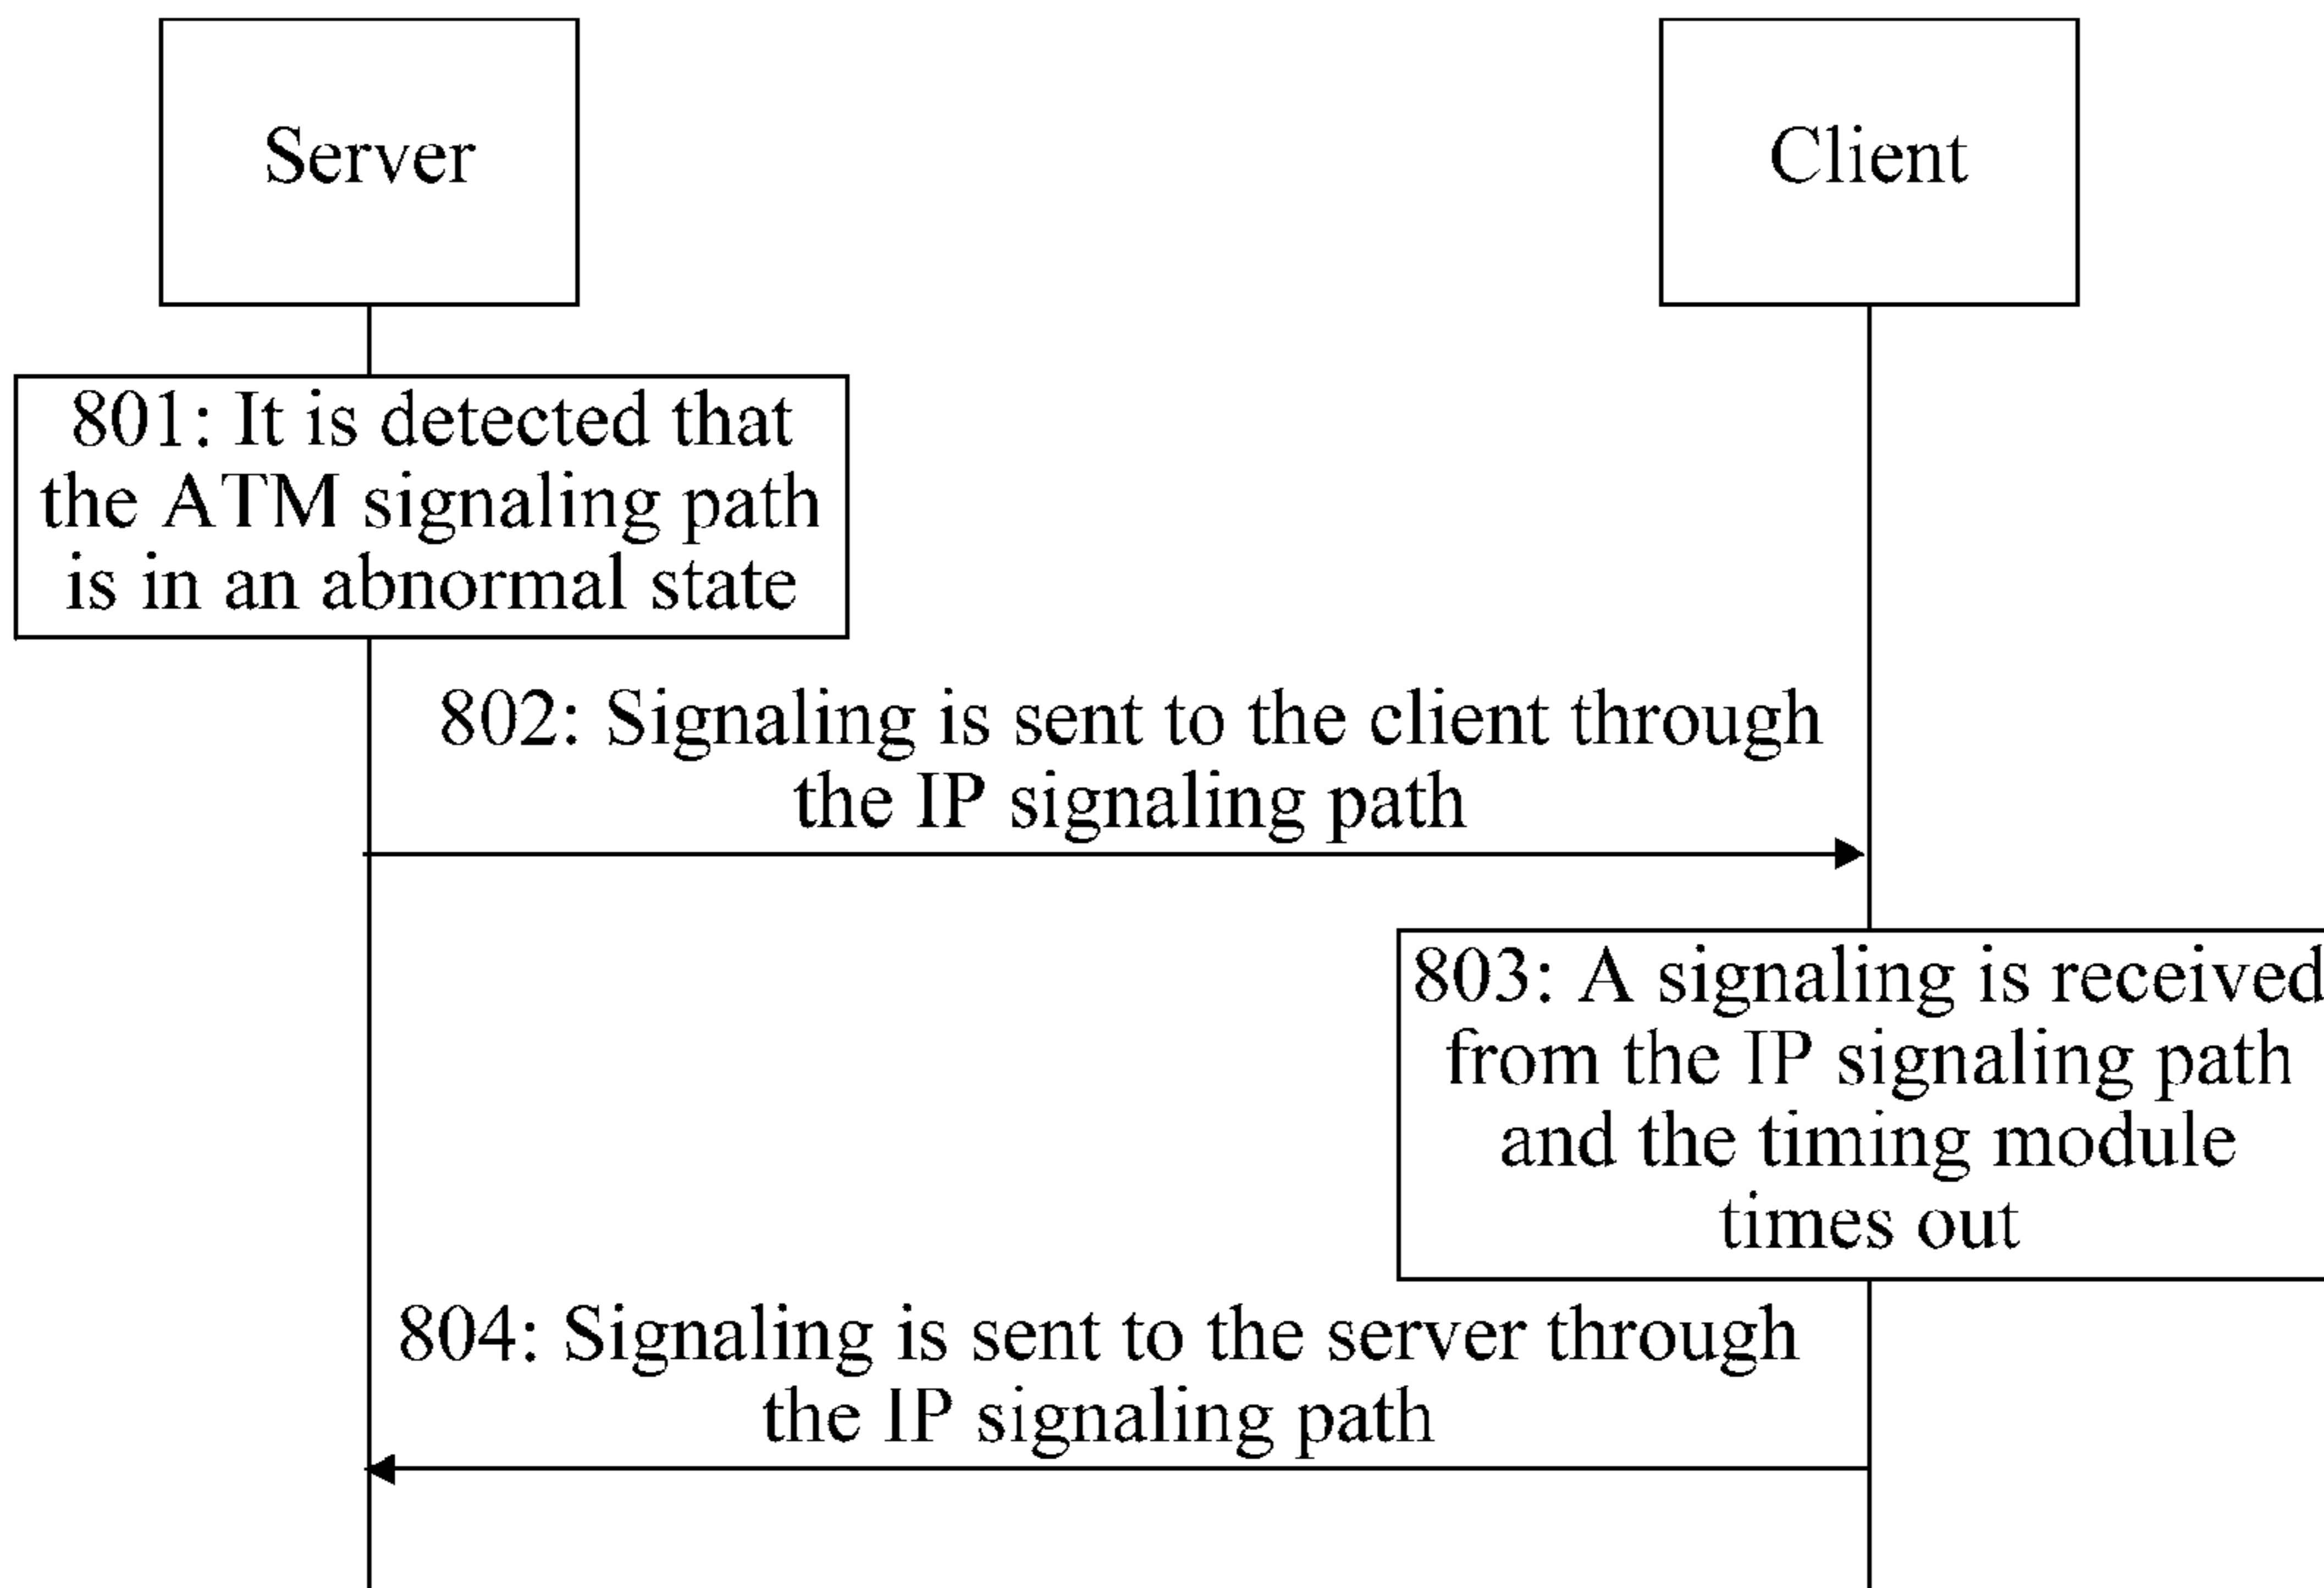 Server
Client
801: It is detected that
the ATM signaling path
is in an abnormal state
802: Signaling is sent to the client through
the IP signaling path
803: A signaling is received
from the IP signaling path
and the timing module
times out
804: Signaling is sent to the server through
the IP signaling path